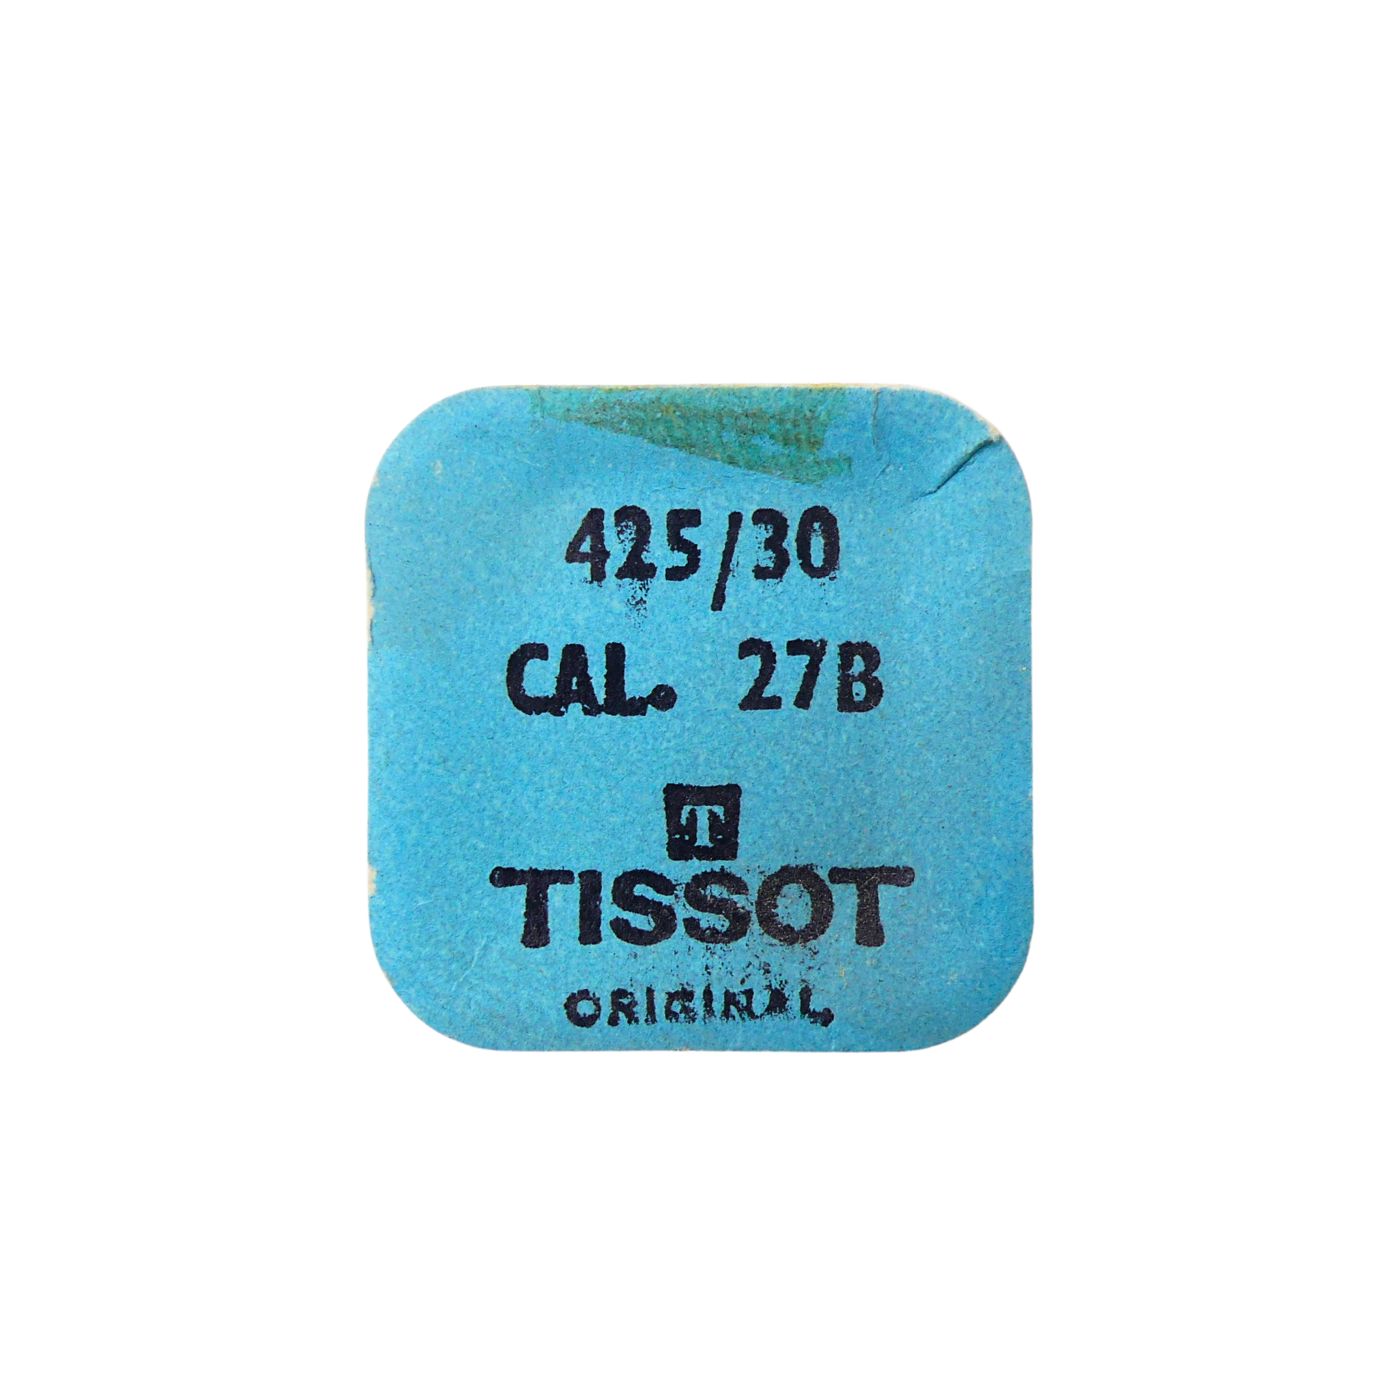 425/30
CAL. 27B
T
TISSOT
ORIGINAL